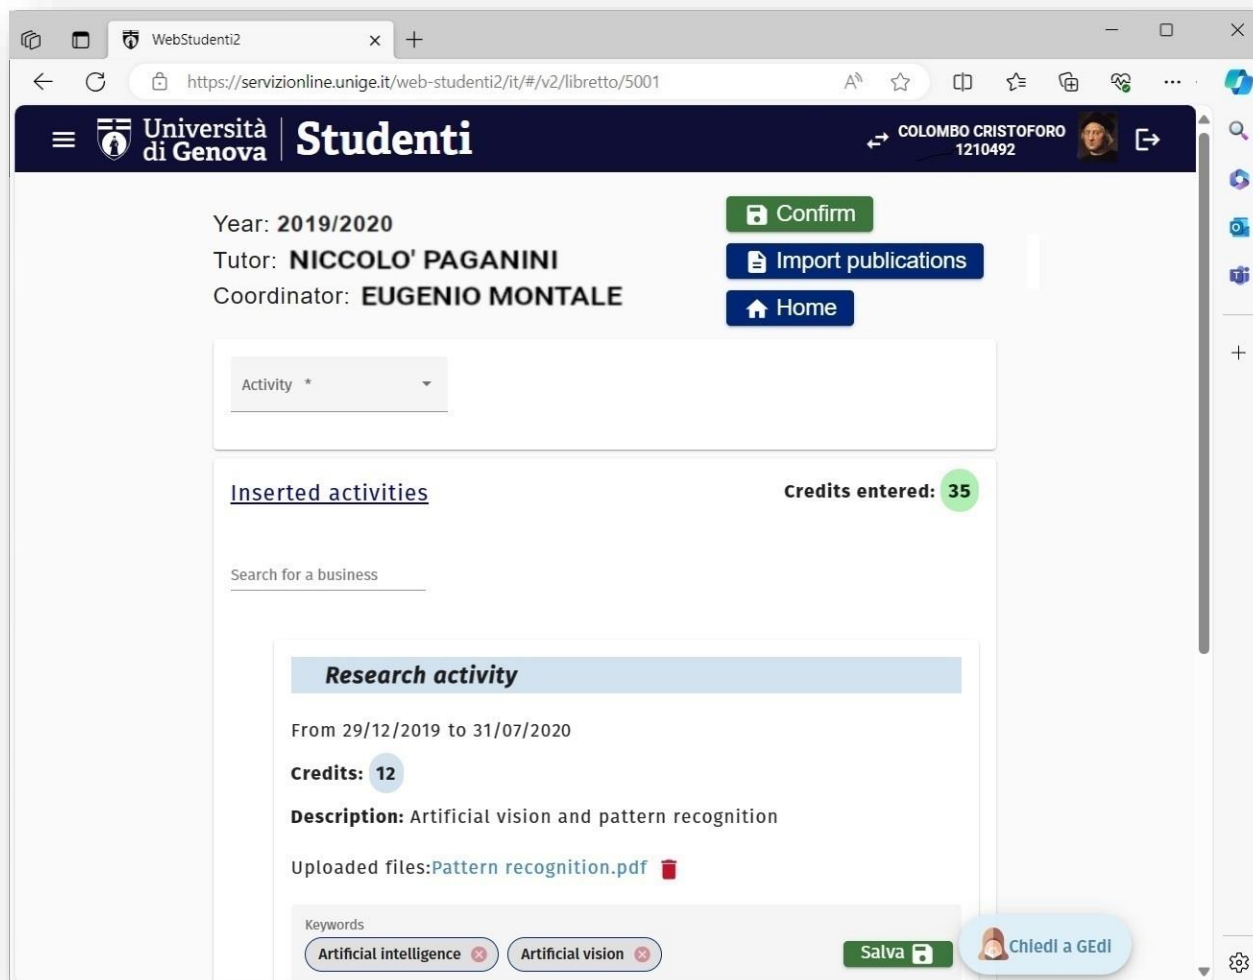 WebStudenti2
https://servizionline.unige.it/web-studenti2/it/#/v2/libretto/5001
Università
di Genova
Studenti
COLOMBO CRISTOFORO
1210492
Year: 2019/2020
Tutor: NICCOLO' PAGANINI
Coordinator: EUGENIO MONTALE
Confirm
Import publications
Home
Activity *
Inserted activities
Credits entered: 35
Search for a business
Research activity
From 29/12/2019 to 31/07/2020
Credits: 12
Description: Artificial vision and pattern recognition
Uploaded files:Pattern recognition.pdf
Keywords
Artificial intelligence
Artificial vision
Salva
Chiedi a GEdI